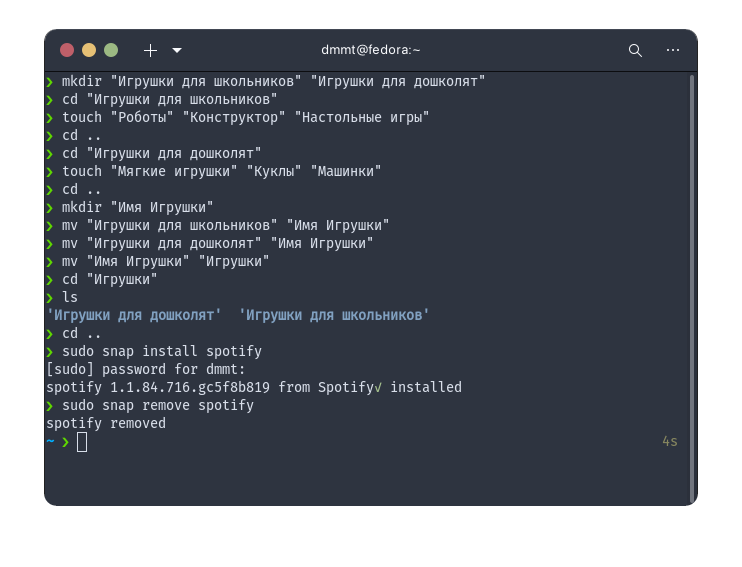 dmmt@fedora:~
❯ mkdir "Игрушки для школьников" "Игрушки для дошколят"
❯ cd "Игрушки для школьников"
❯ touch "Роботы" "Конструктор" "Настольные игры"
❯ cd ..
❯ cd "Игрушки для дошколят"
❯ touch "Мягкие игрушки" "Куклы" "Машинки"
❯ cd ..
❯ mkdir "Имя Игрушки"
❯ mv "Игрушки для школьников" "Имя Игрушки"
❯ mv "Игрушки для дошколят" "Имя Игрушки"
❯ mv "Имя Игрушки" "Игрушки"
❯ cd "Игрушки"
❯ ls
'Игрушки для дошколят'  'Игрушки для школьников'
❯ cd ..
❯ sudo snap install spotify
[sudo] password for dmmt:
spotify 1.1.84.716.gc5f8b819 from Spotify✓ installed
❯ sudo snap remove spotify
spotify removed
~ ❯ 4s